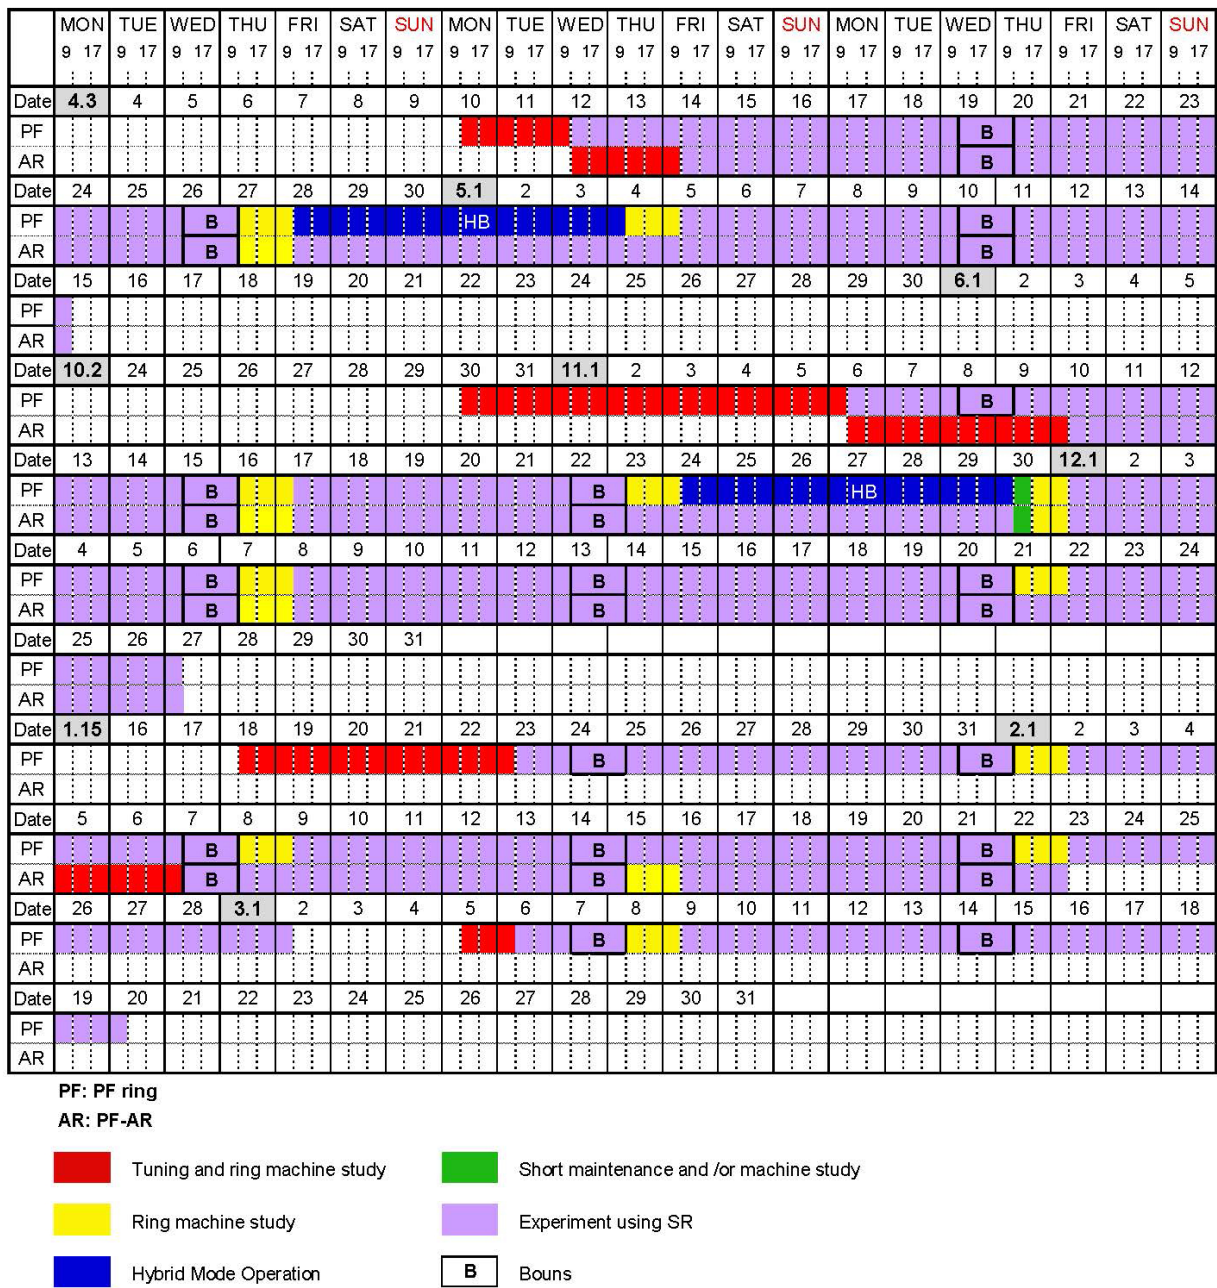 MON TUE WED THU FRI SAT SUN MON TUE WED THU FRI SAT SUN MON TUE WED THU FRI SAT SUN
9 17 9 17 9 17 9 17 9 17 9 17 9 17 9 17 9 17 9 17 9 17 9 17 9 17 9 17 9 17 9 17 9 17 9 17 9 17 9 17 9 17
Date 4.3 4 5 6 7 8 9 10 11 12 13 14 15 16 17 18 19 20 21 22 23
PF B
AR B
Date 24 25 26 27 28 29 30 5.1 2 3 4 5 6 7 8 9 10 11 12 13 14
PF B HB B
AR B B
Date 15 16 17 18 19 20 21 22 23 24 25 26 27 28 29 30 6.1 2 3 4 5
PF
AR
Date 10.2 24 25 26 27 28 29 30 31 11.1 2 3 4 5 6 7 8 9 10 11 12
PF B
AR
Date 13 14 15 16 17 18 19 20 21 22 23 24 25 26 27 28 29 30 12.1 2 3
PF B B HB
AR B B
Date 4 5 6 7 8 9 10 11 12 13 14 15 16 17 18 19 20 21 22 23 24
PF B B B
AR B B B
Date 25 26 27 28 29 30 31
PF
AR
Date 1.15 16 17 18 19 20 21 22 23 24 25 26 27 28 29 30 31 2.1 2 3 4
PF B B
AR
Date 5 6 7 8 9 10 11 12 13 14 15 16 17 18 19 20 21 22 23 24 25
PF B B B
AR B B B
Date 26 27 28 3.1 2 3 4 5 6 7 8 9 10 11 12 13 14 15 16 17 18
PF B B
AR
Date 19 20 21 22 23 24 25 26 27 28 29 30 31
PF
AR
PF: PF ring
AR: PF-AR
Tuning and ring machine study
Short maintenance and /or machine study
Ring machine study
Experiment using SR
Hybrid Mode Operation
B Bouns